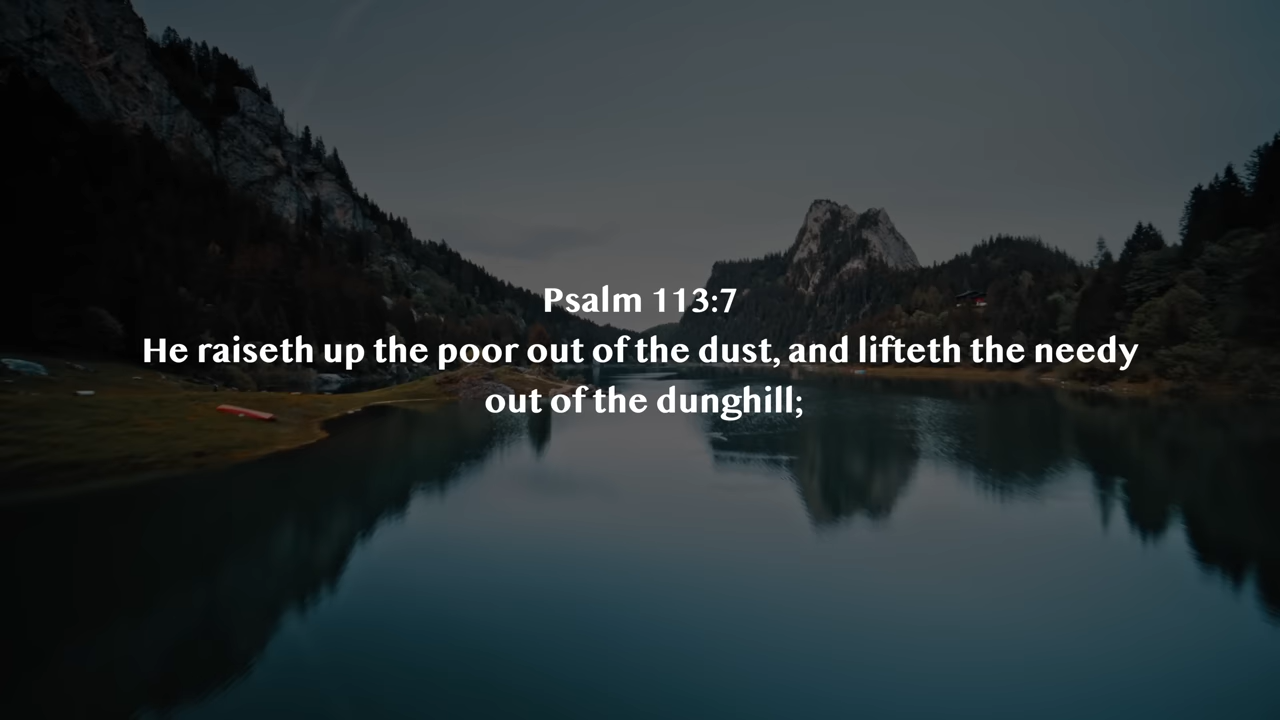 Psalm 113:7
He raiseth up the poor out of the dust, and lifteth the needy
out of the dunghill;